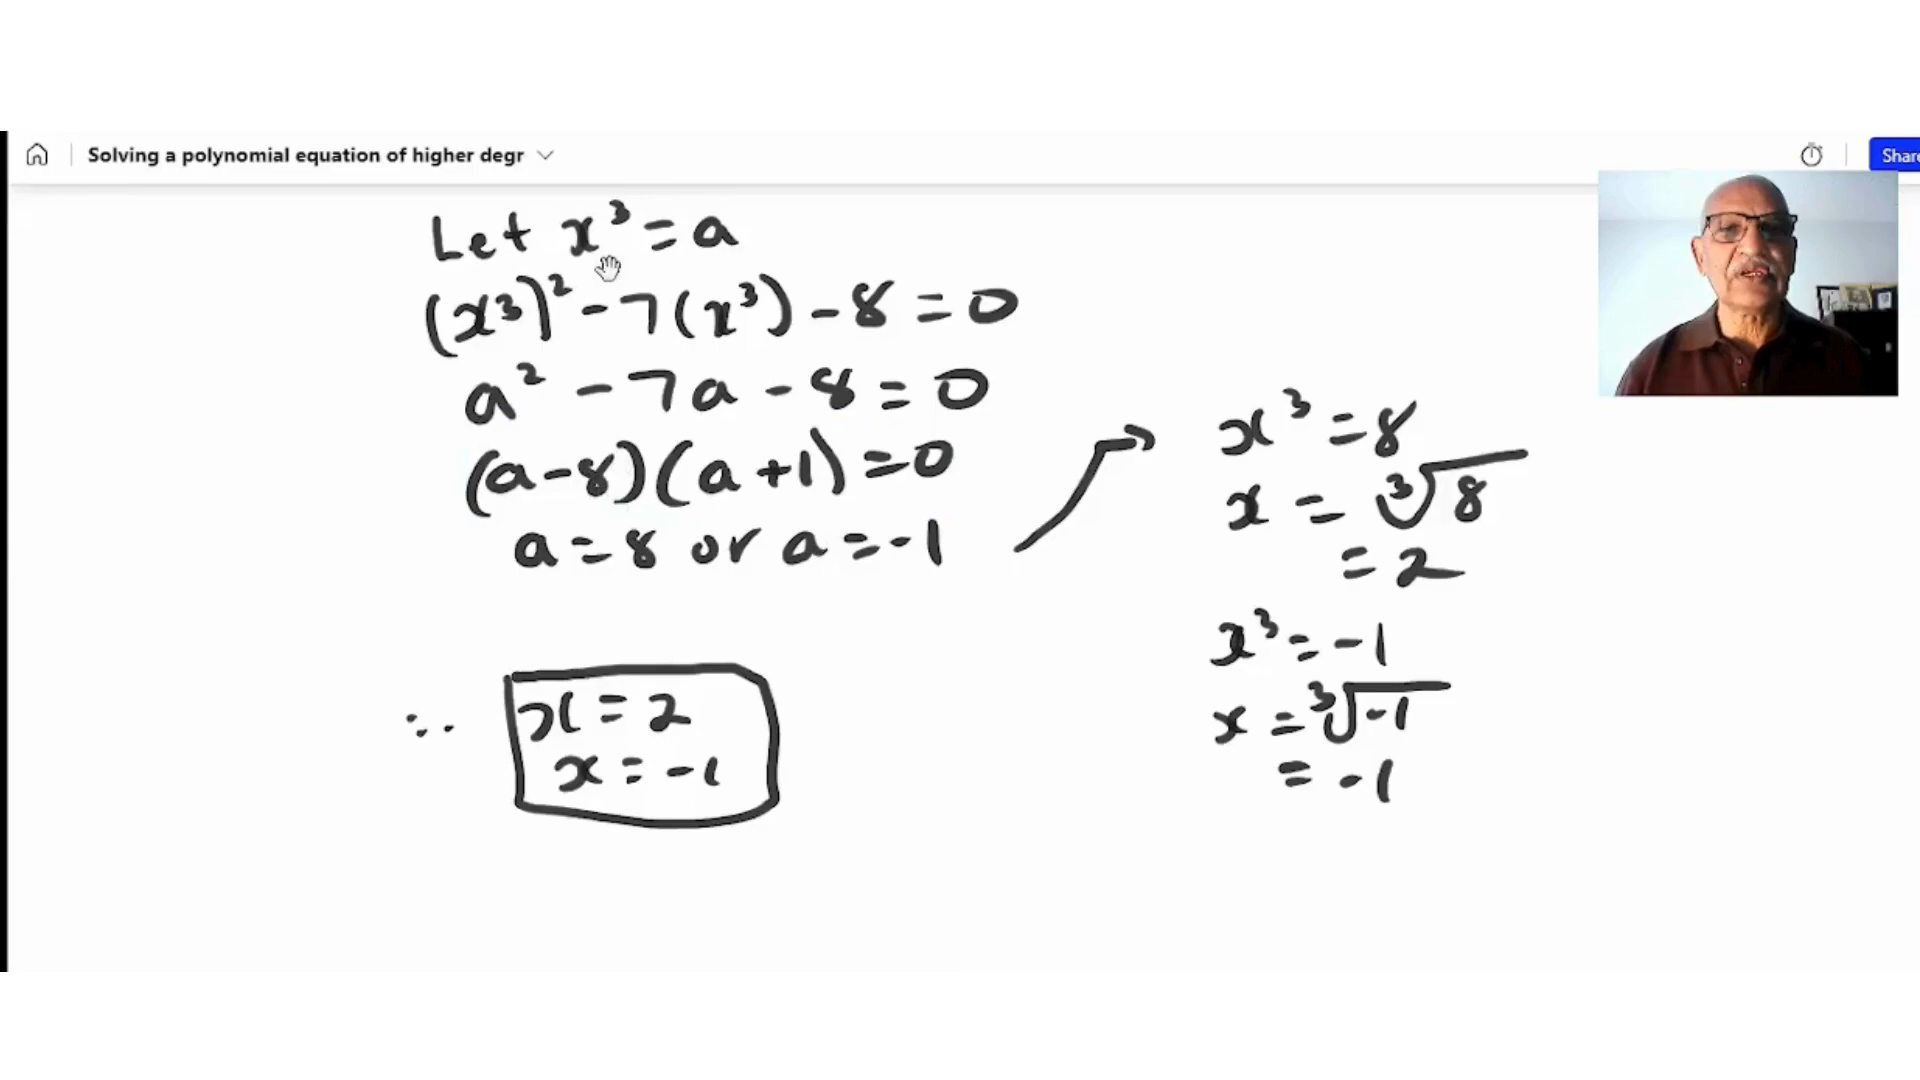 Solving a polynomial equation of higher degr
Share
Let x³ = a
(x³)² - 7(x³) - 8 = 0
a² - 7a - 8 = 0
(a - 8)(a + 1) = 0
a = 8 or a = -1
∴ x = 2
x = -1
x³ = 8
x = ∛8
= 2
x³ = -1
x = ∛-1
= -1